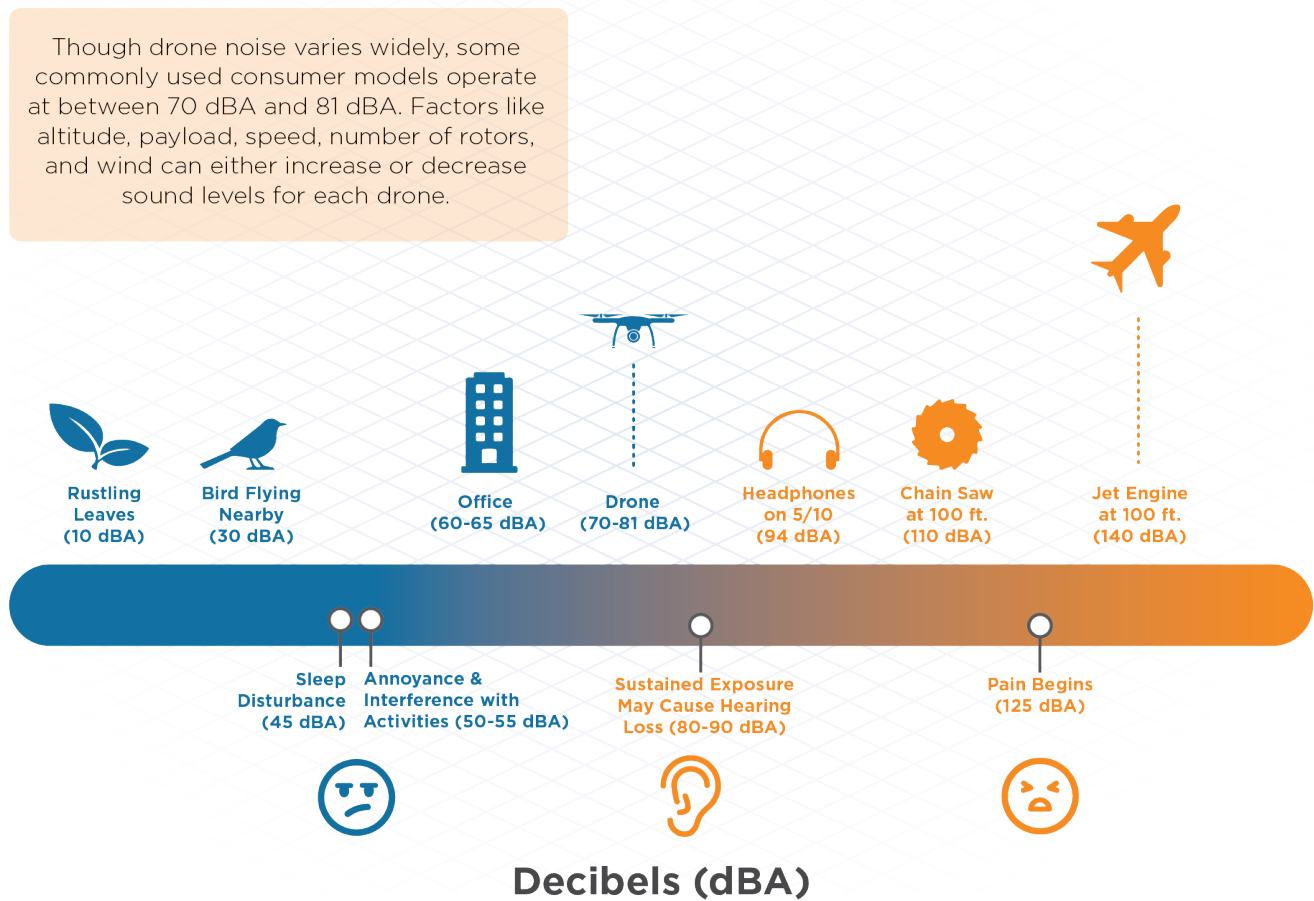 Though drone noise varies widely, some
commonly used consumer models operate
at between 70 dBA and 81 dBA. Factors like
altitude, payload, speed, number of rotors,
and wind can either increase or decrease
sound levels for each drone.
Rustling
Leaves
(10 dBA)
Bird Flying
Nearby
(30 dBA)
Office
(60-65 dBA)
Drone
(70-81 dBA)
Headphones
on 5/10
(94 dBA)
Chain Saw
at 100 ft.
(110 dBA)
Jet Engine
at 100 ft.
(140 dBA)
Sleep
Disturbance
(45 dBA)
Annoyance &
Interference with
Activities (50-55 dBA)
Sustained Exposure
May Cause Hearing
Loss (80-90 dBA)
Pain Begins
(125 dBA)
Decibels (dBA)